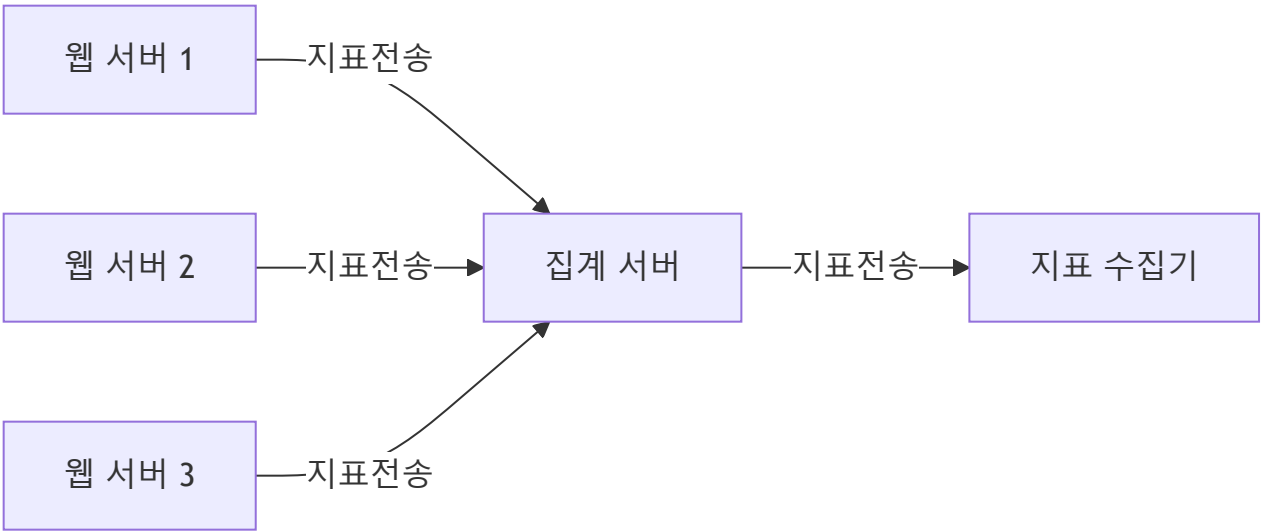 웹 서버 1
지표전송
웹 서버 2
지표전송
집계 서버
지표전송
지표 수집기
웹 서버 3
지표전송